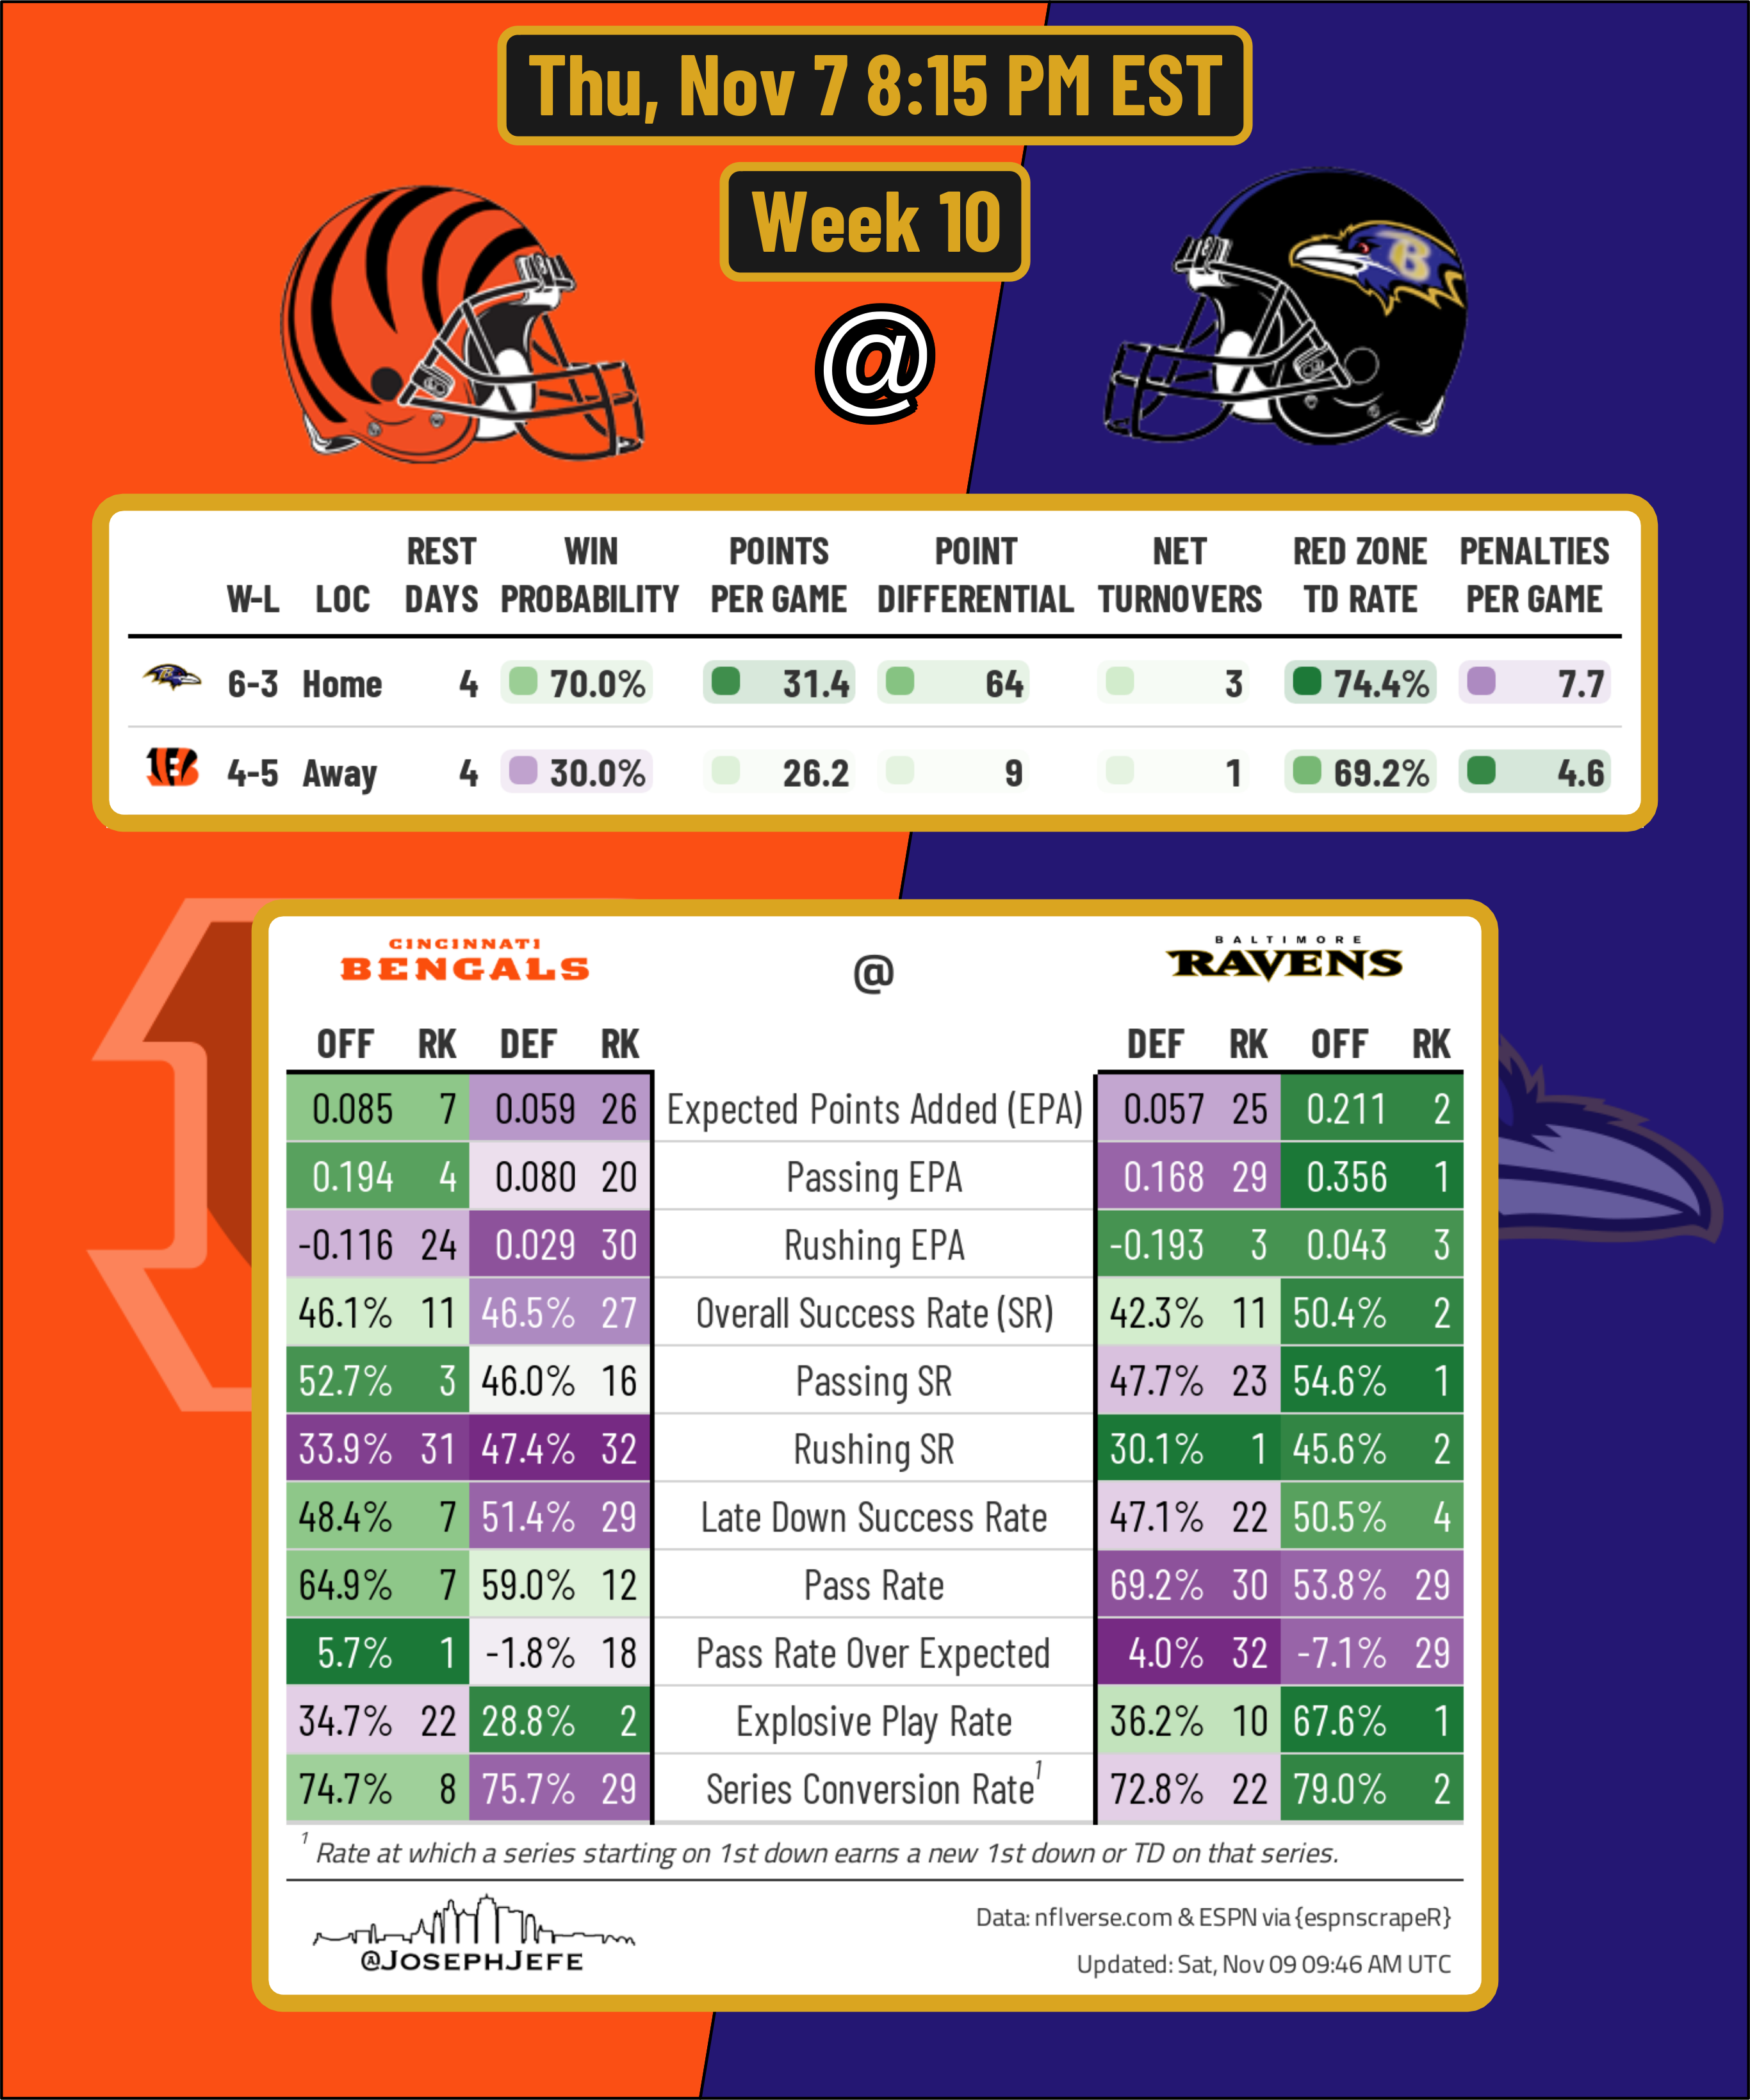 Thu, Nov 7 8:15 PM EST
Week 10
@
B
W-L LOC REST DAYS WIN PROBABILITY POINTS PER GAME POINT DIFFERENTIAL NET TURNOVERS RED ZONE TD RATE PENALTIES PER GAME
6-3 Home 4 70.0% 31.4 64 3 74.4% 7.7
4-5 Away 4 30.0% 26.2 9 1 69.2% 4.6
CINCINNATI BENGALS @ BALTIMORE RAVENS
OFF RK DEF RK DEF RK OFF RK
0.085 7 0.059 26 Expected Points Added (EPA) 0.057 25 0.211 2
0.194 4 0.080 20 Passing EPA 0.168 29 0.356 1
-0.116 24 0.029 30 Rushing EPA -0.193 3 0.043 3
46.1% 11 46.5% 27 Overall Success Rate (SR) 42.3% 11 50.4% 2
52.7% 3 46.0% 16 Passing SR 47.7% 23 54.6% 1
33.9% 31 47.4% 32 Rushing SR 30.1% 1 45.6% 2
48.4% 7 51.4% 29 Late Down Success Rate 47.1% 22 50.5% 4
64.9% 7 59.0% 12 Pass Rate 69.2% 30 53.8% 29
5.7% 1 -1.8% 18 Pass Rate Over Expected 4.0% 32 -7.1% 29
34.7% 22 28.8% 2 Explosive Play Rate 36.2% 10 67.6% 1
74.7% 8 75.7% 29 Series Conversion Rate1 72.8% 22 79.0% 2
1 Rate at which a series starting on 1st down earns a new 1st down or TD on that series.
@JOSEPHJEFE
Data: nflverse.com & ESPN via {espnscrapeR}
Updated: Sat, Nov 09 09:46 AM UTC